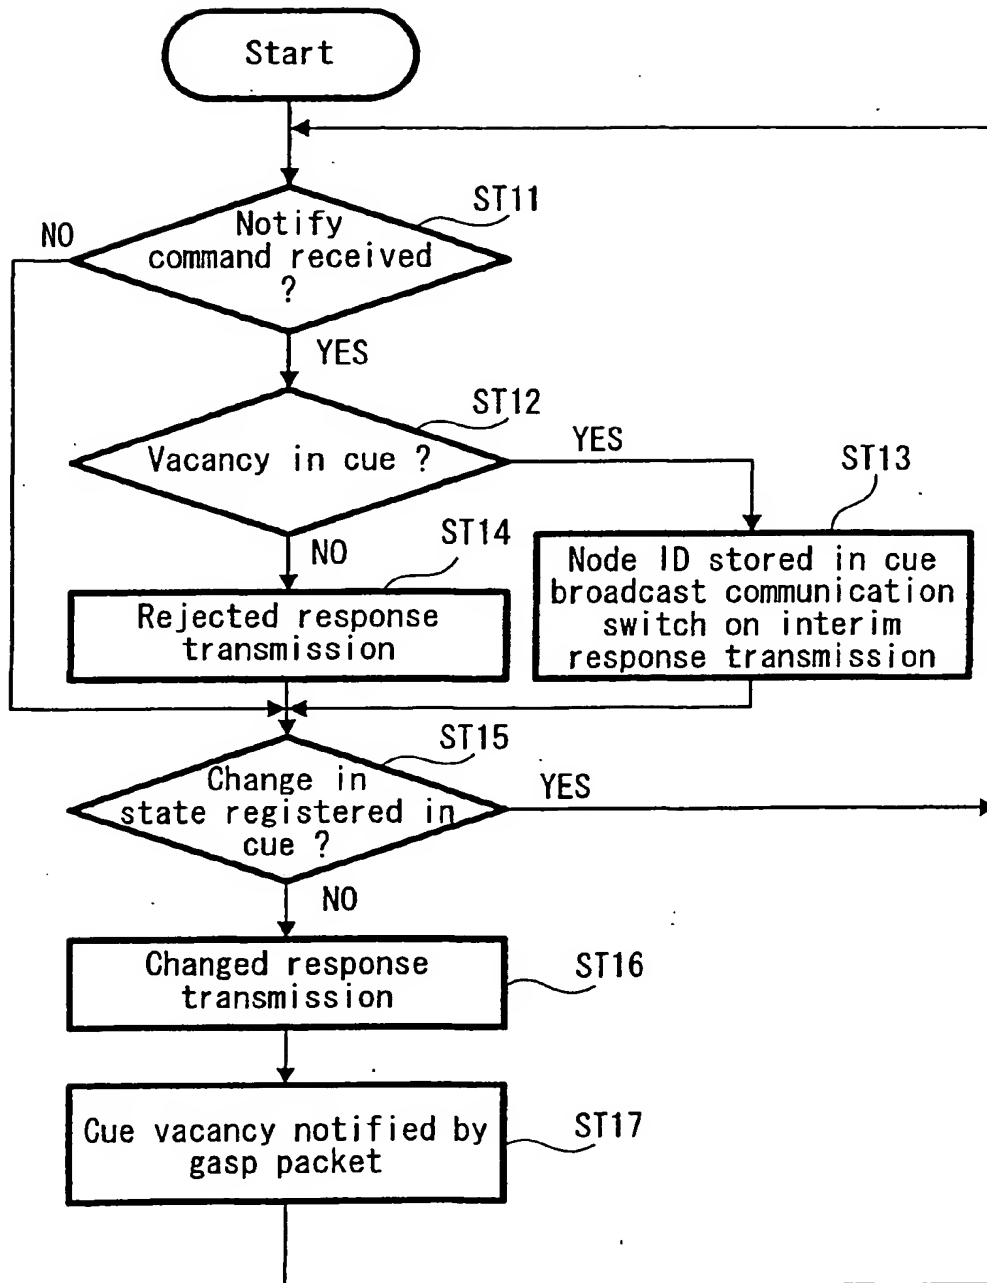 Start
ST11
NO
Notify
command received
?
YES
ST12
Vacancy in cue ?
YES
ST13
NO
ST14
Node ID stored in cue
broadcast communication
switch on interim
response transmission
Rejected response
transmission
ST15
Change in
state registered in
cue ?
YES
NO
Changed response
transmission
ST16
Cue vacancy notified by
gasp packet
ST17